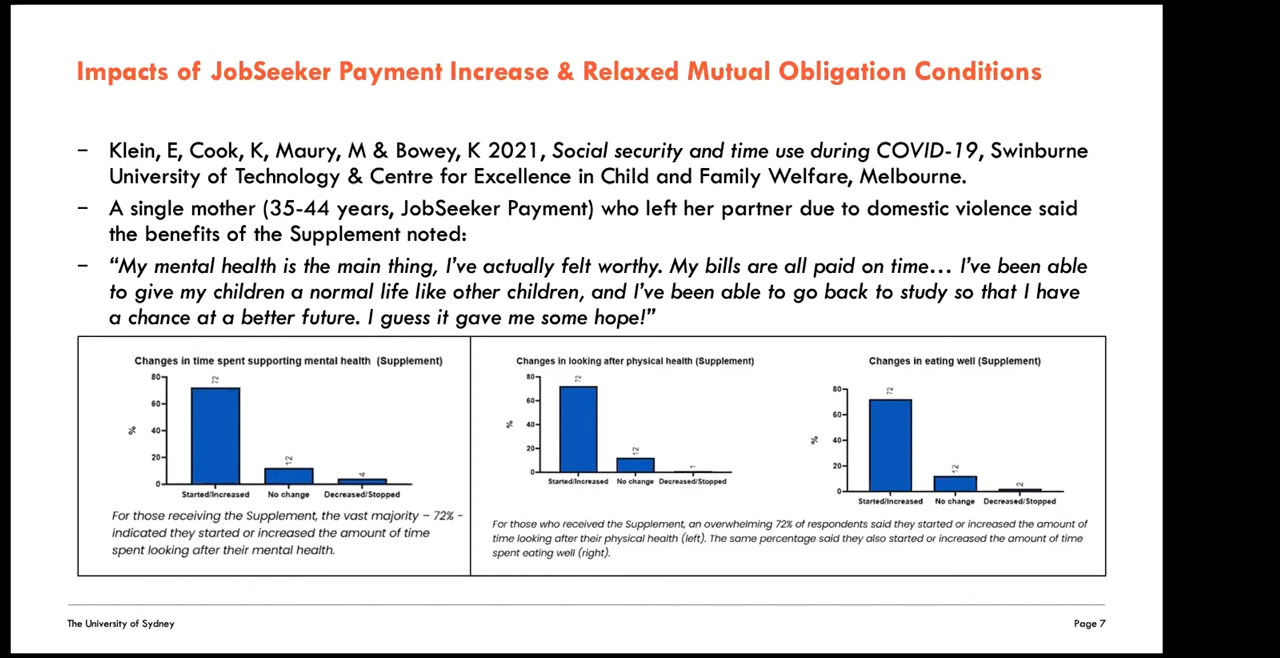 Impacts of JobSeeker Payment Increase & Relaxed Mutual Obligation Conditions
– Klein, E, Cook, K, Maury, M & Bowey, K 2021, Social security and time use during COVID-19, Swinburne
University of Technology & Centre for Excellence in Child and Family Welfare, Melbourne.
– A single mother (35-44 years, JobSeeker Payment) who left her partner due to domestic violence said
the benefits of the Supplement noted:
– “My mental health is the main thing, I’ve actually felt worthy. My bills are all paid on time… I’ve been able
to give my children a normal life like other children, and I’ve been able to go back to study so that I have
a chance at a better future. I guess it gave me some hope!”
Changes in time spent supporting mental health (Supplement)
80
60
40
20
0
%
72
12
4
Started/Increased No change Decreased/Stopped
For those receiving the Supplement, the vast majority – 72% -
indicated they started or increased the amount of time
spent looking after their mental health.
Changes in looking after physical health (Supplement)
80
60
40
20
0
%
72
12
1
Started/Increased No change Decreased/Stopped
Changes in eating well (Supplement)
80
60
40
20
0
%
72
12
2
Started/Increased No change Decreased/Stopped
For those who received the Supplement, an overwhelming 72% of respondents said they started or increased the amount of
time looking after their physical health (left). The same percentage said they also started or increased the amount of time
spent eating well (right).
The University of Sydney
Page 7